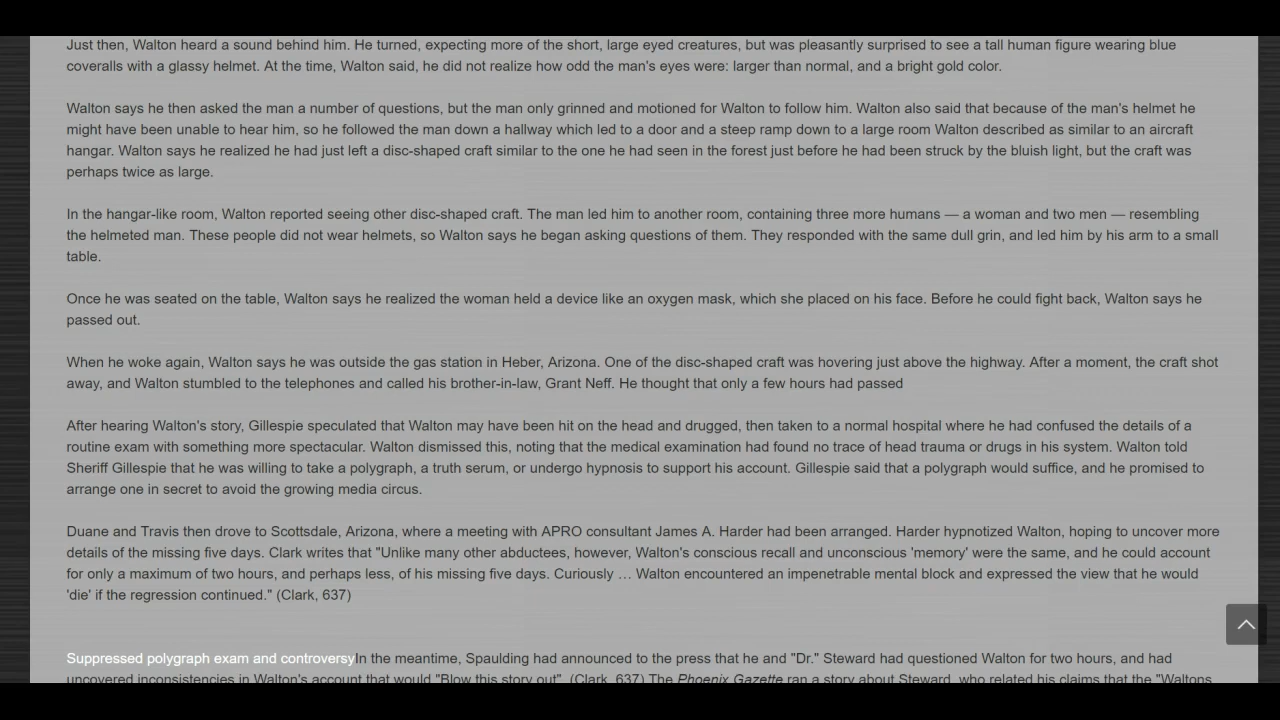 Just then, Walton heard a sound behind him. He turned, expecting more of the short, large eyed creatures, but was pleasantly surprised to see a tall human figure wearing blue
coveralls with a glassy helmet. At the time, Walton said, he did not realize how odd the man's eyes were: larger than normal, and a bright gold color.
Walton says he then asked the man a number of questions, but the man only grinned and motioned for Walton to follow him. Walton also said that because of the man's helmet he
might have been unable to hear him, so he followed the man down a hallway which led to a door and a steep ramp down to a large room Walton described as similar to an aircraft
hangar. Walton says he realized he had just left a disc-shaped craft similar to the one he had seen in the forest just before he had been struck by the bluish light, but the craft was
perhaps twice as large.
In the hangar-like room, Walton reported seeing other disc-shaped craft. The man led him to another room, containing three more humans — a woman and two men — resembling
the helmeted man. These people did not wear helmets, so Walton says he began asking questions of them. They responded with the same dull grin, and led him by his arm to a small
table.
Once he was seated on the table, Walton says he realized the woman held a device like an oxygen mask, which she placed on his face. Before he could fight back, Walton says he
passed out.
When he woke again, Walton says he was outside the gas station in Heber, Arizona. One of the disc-shaped craft was hovering just above the highway. After a moment, the craft shot
away, and Walton stumbled to the telephones and called his brother-in-law, Grant Neff. He thought that only a few hours had passed
After hearing Walton's story, Gillespie speculated that Walton may have been hit on the head and drugged, then taken to a normal hospital where he had confused the details of a
routine exam with something more spectacular. Walton dismissed this, noting that the medical examination had found no trace of head trauma or drugs in his system. Walton told
Sheriff Gillespie that he was willing to take a polygraph, a truth serum, or undergo hypnosis to support his account. Gillespie said that a polygraph would suffice, and he promised to
arrange one in secret to avoid the growing media circus.
Duane and Travis then drove to Scottsdale, Arizona, where a meeting with APRO consultant James A. Harder had been arranged. Harder hypnotized Walton, hoping to uncover more
details of the missing five days. Clark writes that "Unlike many other abductees, however, Walton's conscious recall and unconscious 'memory' were the same, and he could account
for only a maximum of two hours, and perhaps less, of his missing five days. Curiously … Walton encountered an impenetrable mental block and expressed the view that he would
'die' if the regression continued." (Clark, 637)
Suppressed polygraph exam and controversyIn the meantime, Spaulding had announced to the press that he and "Dr." Steward had questioned Walton for two hours, and had
uncovered inconsistencies in Walton's account that would "Blow this story out". (Clark, 637) The Phoenix Gazette ran a story about Steward, who related his claims that the "Waltons